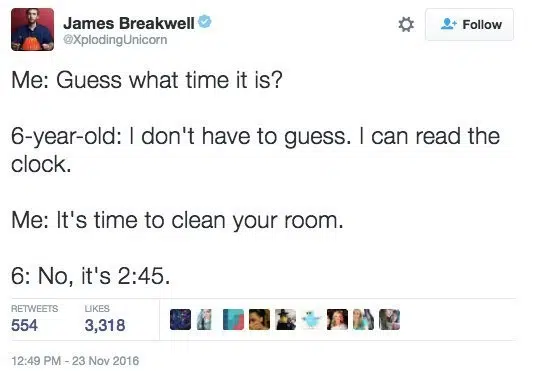 James Breakwell
@XplodingUnicorn
Follow
Me: Guess what time it is?
6-year-old: I don't have to guess. I can read the
clock.
Me: It's time to clean your room.
6: No, it's 2:45.
RETWEETS LIKES
554 3,318
12:49 PM - 23 Nov 2016